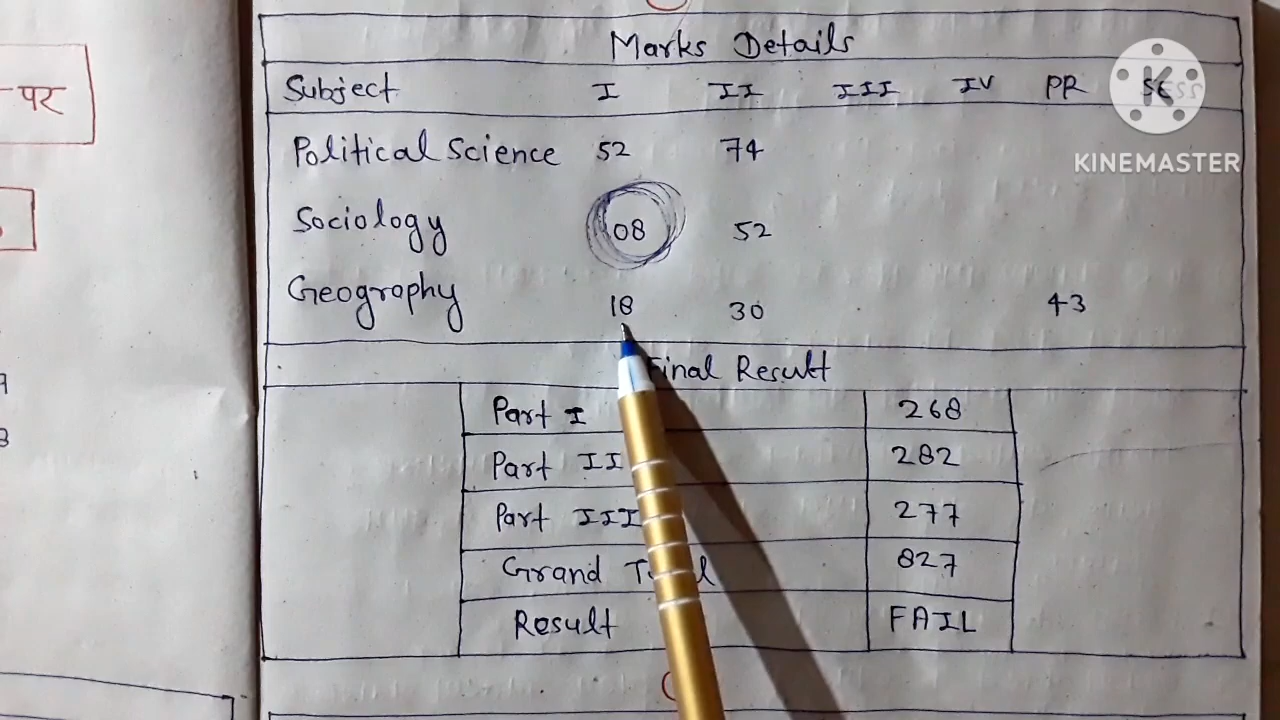 Marks Details
Subject I II III IV PR SESS
पर
Political Science 52 74
KINEMASTER
Sociology 08 52
Geography 18 30 43
Final Result
Part I 268
Part II 282
Part III 277
Grand 827
Result FAIL